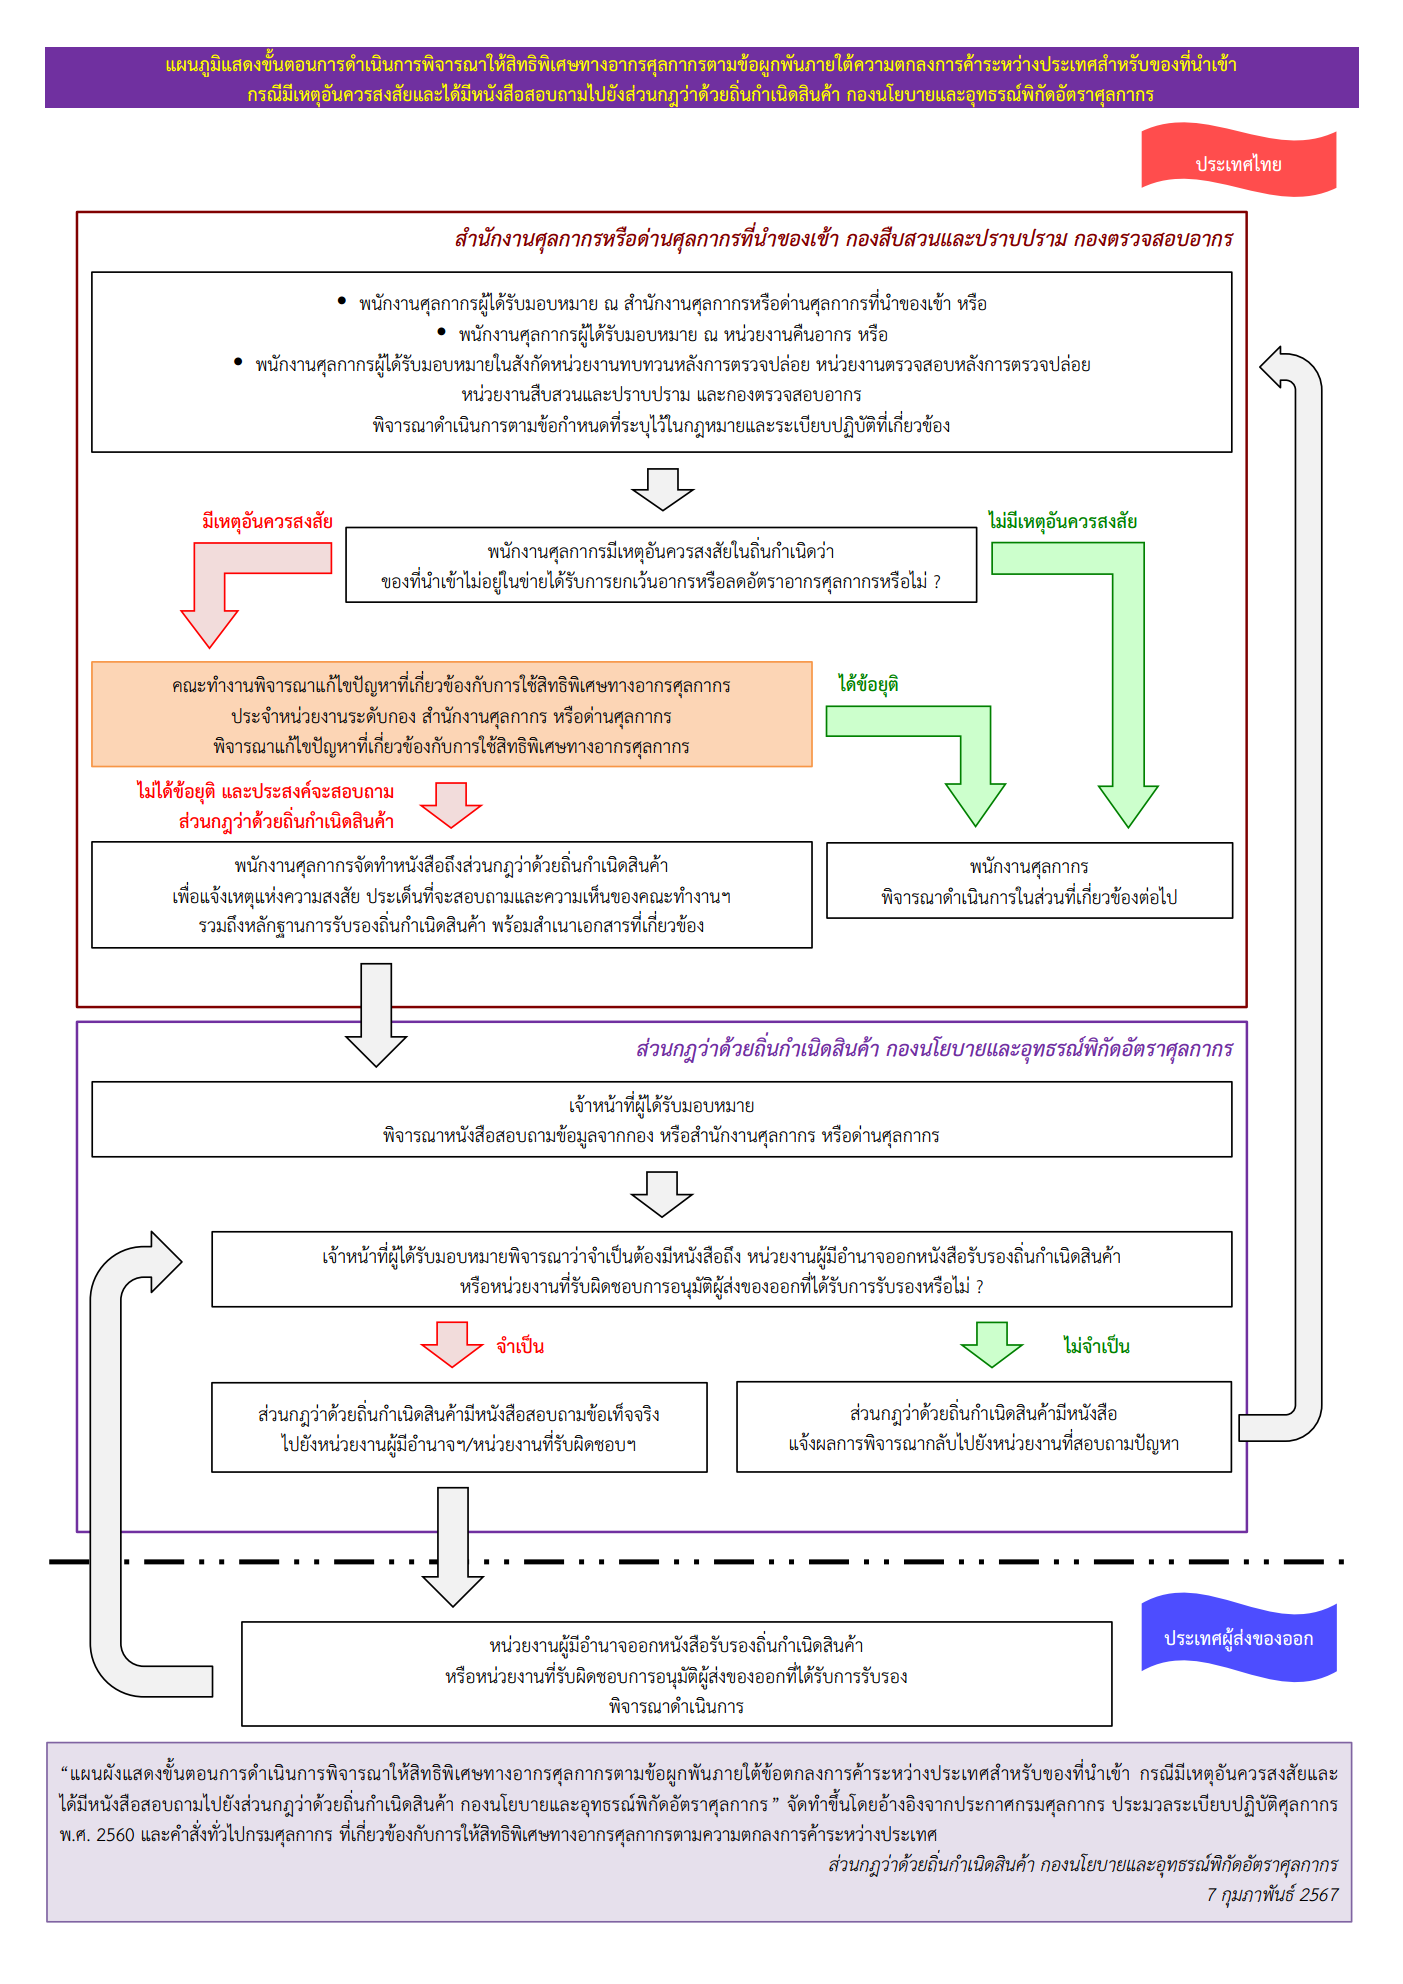 แผนภูมิแสดงขั้นตอนการดำเนินการพิจารณาให้สิทธิพิเศษทางอากรศุลกากรตามข้อผูกพันภายใต้ความตกลงการค้าระหว่างประเทศสำหรับของที่นำเข้า
กรณีมีเหตุอันควรสงสัยและได้มีหนังสือสอบถามไปยังส่วนกฎว่าด้วยถิ่นกำเนิดสินค้า กองนโยบายและอุทธรณ์พิกัดอัตราศุลกากร
ประเทศไทย
สำนักงานศุลกากรหรือด่านศุลกากรที่นำของเข้า กองสืบสวนและปราบปราม กองตรวจสอบอากร
• พนักงานศุลกากรผู้ได้รับมอบหมาย ณ สำนักงานศุลกากรหรือด่านศุลกากรที่นำของเข้า หรือ
• พนักงานศุลกากรผู้ได้รับมอบหมาย ณ หน่วยงานคืนอากร หรือ
• พนักงานศุลกากรผู้ได้รับมอบหมายในสังกัดหน่วยงานทบทวนหลังการตรวจปล่อย หน่วยงานตรวจสอบหลังการตรวจปล่อย
หน่วยงานสืบสวนและปราบปราม และกองตรวจสอบอากร
พิจารณาดำเนินการตามข้อกำหนดที่ระบุไว้ในกฎหมายและระเบียบปฏิบัติที่เกี่ยวข้อง
มีเหตุอันควรสงสัย
ไม่มีเหตุอันควรสงสัย
พนักงานศุลกากรมีเหตุอันควรสงสัยในถิ่นกำเนิดว่า
ของที่นำเข้าไม่อยู่ในข่ายได้รับการยกเว้นอากรหรือลดอัตราอากรศุลกากรหรือไม่ ?
คณะทำงานพิจารณาแก้ไขปัญหาที่เกี่ยวข้องกับการใช้สิทธิพิเศษทางอากรศุลกากร
ประจำหน่วยงานระดับกอง สำนักงานศุลกากร หรือด่านศุลกากร
พิจารณาแก้ไขปัญหาที่เกี่ยวข้องกับการใช้สิทธิพิเศษทางอากรศุลกากร
ได้ข้อยุติ
ไม่ได้ข้อยุติ และประสงค์จะสอบถาม
ส่วนกฎว่าด้วยถิ่นกำเนิดสินค้า
พนักงานศุลกากรจัดทำหนังสือถึงส่วนกฎว่าด้วยถิ่นกำเนิดสินค้า
เพื่อแจ้งเหตุแห่งความสงสัย ประเด็นที่จะสอบถามและความเห็นของคณะทำงานฯ
รวมถึงหลักฐานการรับรองถิ่นกำเนิดสินค้า พร้อมสำเนาเอกสารที่เกี่ยวข้อง
พนักงานศุลกากร
พิจารณาดำเนินการในส่วนที่เกี่ยวข้องต่อไป
ส่วนกฎว่าด้วยถิ่นกำเนิดสินค้า กองนโยบายและอุทธรณ์พิกัดอัตราศุลกากร
เจ้าหน้าที่ผู้ได้รับมอบหมาย
พิจารณาหนังสือสอบถามข้อมูลจากกอง หรือสำนักงานศุลกากร หรือด่านศุลกากร
เจ้าหน้าที่ผู้ได้รับมอบหมายพิจารณาว่าจำเป็นต้องมีหนังสือถึง หน่วยงานผู้มีอำนาจออกหนังสือรับรองถิ่นกำเนิดสินค้า
หรือหน่วยงานที่รับผิดชอบการอนุมัติผู้ส่งของออกที่ได้รับการรับรองหรือไม่ ?
จำเป็น
ไม่จำเป็น
ส่วนกฎว่าด้วยถิ่นกำเนิดสินค้ามีหนังสือสอบถามข้อเท็จจริง
ไปยังหน่วยงานผู้มีอำนาจฯ/หน่วยงานที่รับผิดชอบฯ
ส่วนกฎว่าด้วยถิ่นกำเนิดสินค้ามีหนังสือ
แจ้งผลการพิจารณากลับไปยังหน่วยงานที่สอบถามปัญหา
ประเทศผู้ส่งของออก
หน่วยงานผู้มีอำนาจออกหนังสือรับรองถิ่นกำเนิดสินค้า
หรือหน่วยงานที่รับผิดชอบการอนุมัติผู้ส่งของออกที่ได้รับการรับรอง
พิจารณาดำเนินการ
“แผนผังแสดงขั้นตอนการดำเนินการพิจารณาให้สิทธิพิเศษทางอากรศุลกากรตามข้อผูกพันภายใต้ข้อตกลงการค้าระหว่างประเทศสำหรับของที่นำเข้า กรณีมีเหตุอันควรสงสัยและ
ได้มีหนังสือสอบถามไปยังส่วนกฎว่าด้วยถิ่นกำเนิดสินค้า กองนโยบายและอุทธรณ์พิกัดอัตราศุลกากร” จัดทำขึ้นโดยอ้างอิงจากประกาศกรมศุลกากร ประมวลระเบียบปฏิบัติศุลกากร
พ.ศ. 2560 และคำสั่งทั่วไปกรมศุลกากร ที่เกี่ยวข้องกับการให้สิทธิพิเศษทางอากรศุลกากรตามความตกลงการค้าระหว่างประเทศ
ส่วนกฎว่าด้วยถิ่นกำเนิดสินค้า กองนโยบายและอุทธรณ์พิกัดอัตราศุลกากร
7 กุมภาพันธ์ 2567